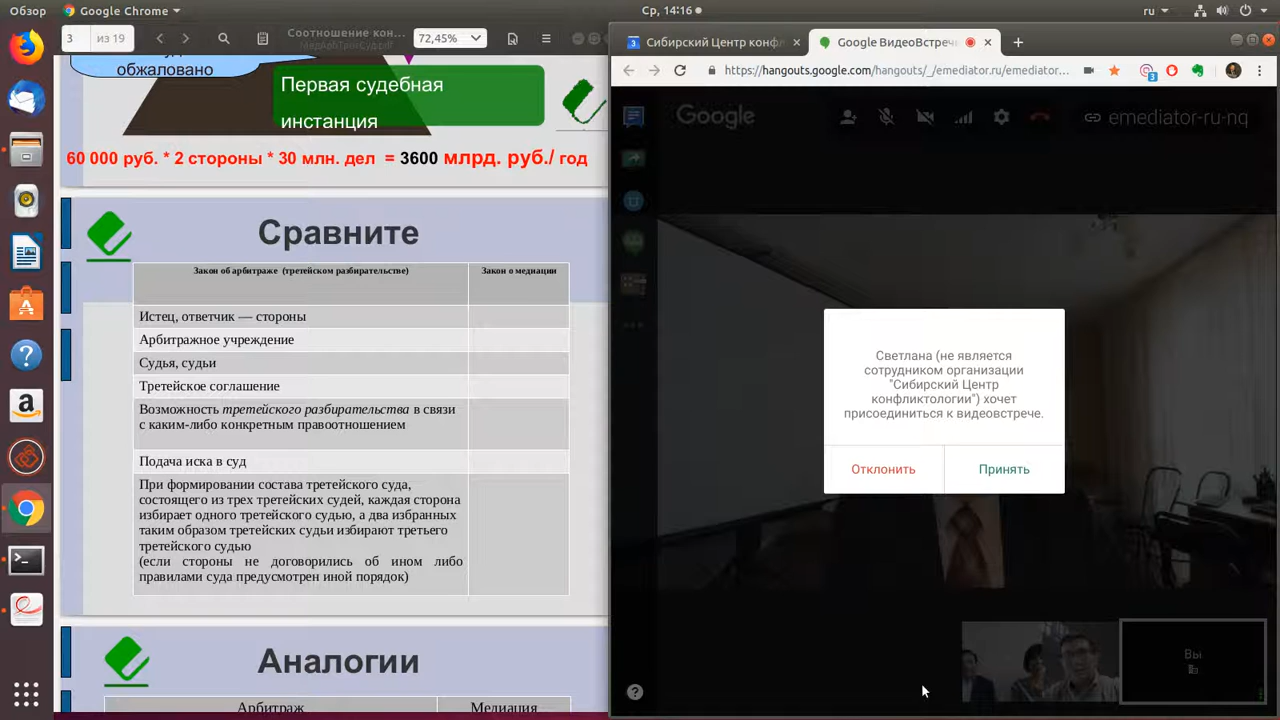 Обзор
Google Chrome
Ср, 14:16
ru
3
из 19
Соотношение кон...
МедАрбТрипСуд.pdf
72,45%
обжаловано
Первая судебная
инстанция
60 000 руб. * 2 стороны * 30 млн. дел = 3600 млрд. руб./ год
Сравните
Закон об арбитраже (третейском разбирательстве)
Закон о медиации
Истец, ответчик — стороны
Арбитражное учреждение
Судья, судьи
Третейское соглашение
Возможность третейского разбирательства в связи
с каким-либо конкретным правоотношением
Подача иска в суд
При формировании состава третейского суда,
состоящего из трех третейских судей, каждая сторона
избирает одного третейского судью, а два избранных
таким образом третейских судьи избирают третьего
третейского судью
(если стороны не договорились об ином либо
правилами суда предусмотрен иной порядок)
Аналогии
Арбитраж
Медиация
Сибирский Центр конфл
Google ВидеоВстреч
https://hangouts.google.com/hangouts/_/emediator.ru/emediator...
3
Google
emediator-ru-nq
Светлана (не является
сотрудником организации
"Сибирский Центр
конфликтологии") хочет
присоединиться к видеовстрече.
Отклонить
Принять
Вы